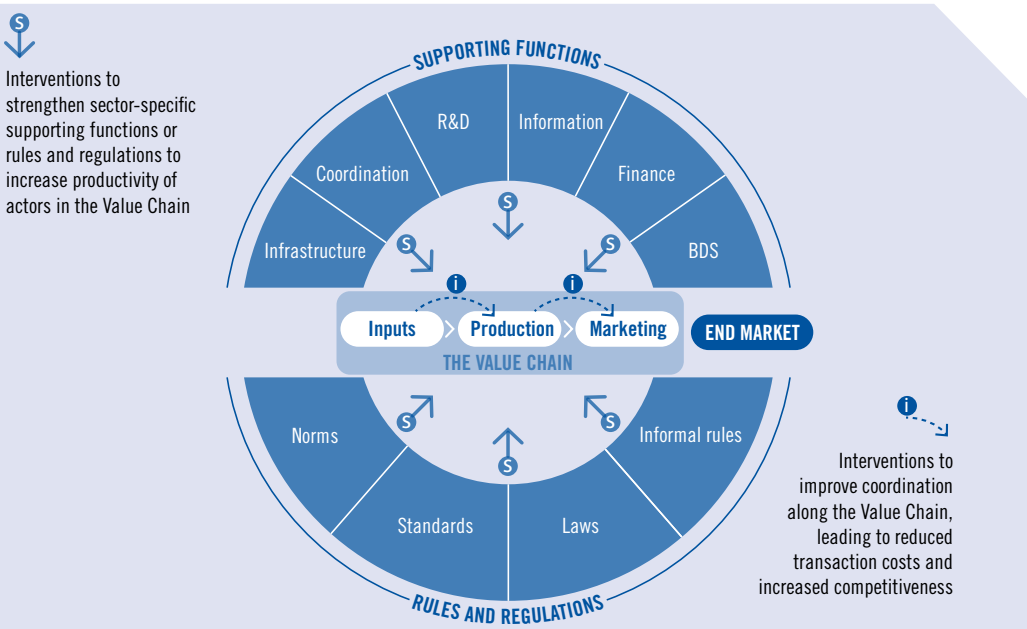 S
Interventions to
strengthen sector-specific
supporting functions or
rules and regulations to
increase productivity of
actors in the Value Chain
SUPPORTING FUNCTIONS
Infrastructure
Coordination
R&D
Information
Finance
BDS
S
S
S
i
i
Inputs
Production
Marketing
THE VALUE CHAIN
END MARKET
S
S
S
Norms
Standards
Laws
Informal rules
RULES AND REGULATIONS
i
Interventions to
improve coordination
along the Value Chain,
leading to reduced
transaction costs and
increased competitiveness